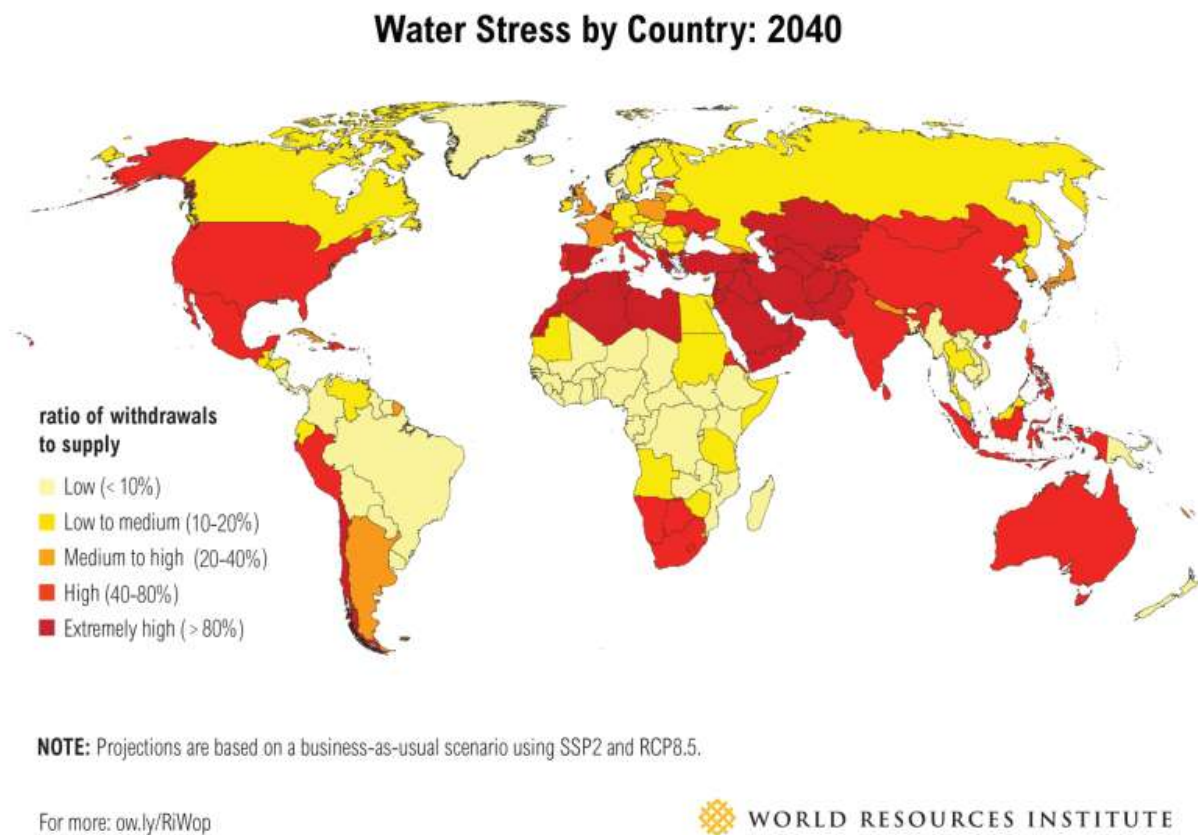 Water Stress by Country: 2040
ratio of withdrawals
to supply
Low (< 10%)
Low to medium (10-20%)
Medium to high (20-40%)
High (40-80%)
Extremely high (> 80%)
NOTE: Projections are based on a business-as-usual scenario using SSP2 and RCP8.5.
For more: ow.ly/RiWop
WORLD RESOURCES INSTITUTE